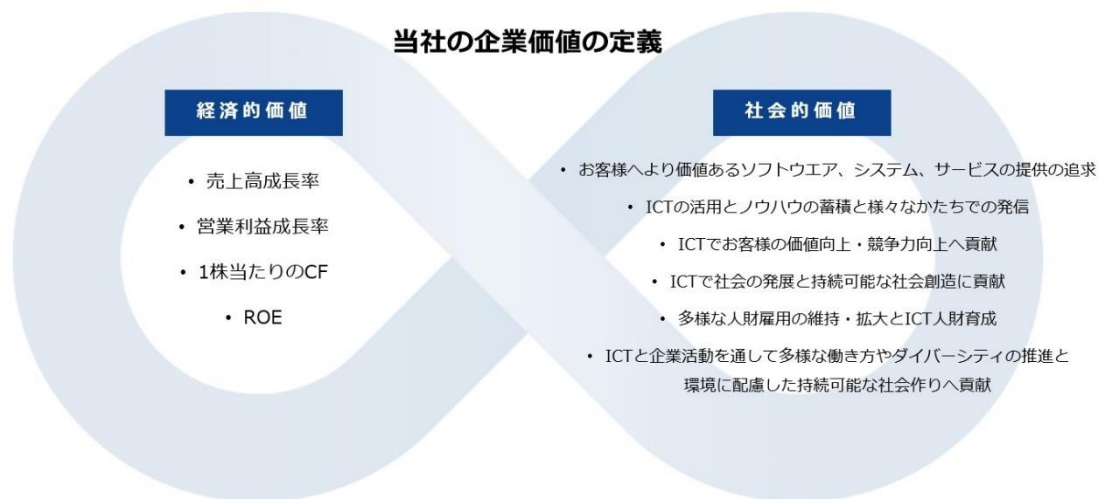 当社の企業価値の定義
経済的価値
• 売上高成長率
• 営業利益成長率
• 1株当たりのCF
• ROE
社会的価値
• お客様へより価値あるソフトウエア、システム、サービスの提供の追求
• ICTの活用とノウハウの蓄積と様々なかたちでの発信
• ICTでお客様の価値向上・競争力向上へ貢献
• ICTで社会の発展と持続可能な社会創造に貢献
• 多様な人財雇用の維持・拡大とICT人財育成
• ICTと企業活動を通して多様な働き方やダイバーシティの推進と
環境に配慮した持続可能な社会作りへ貢献